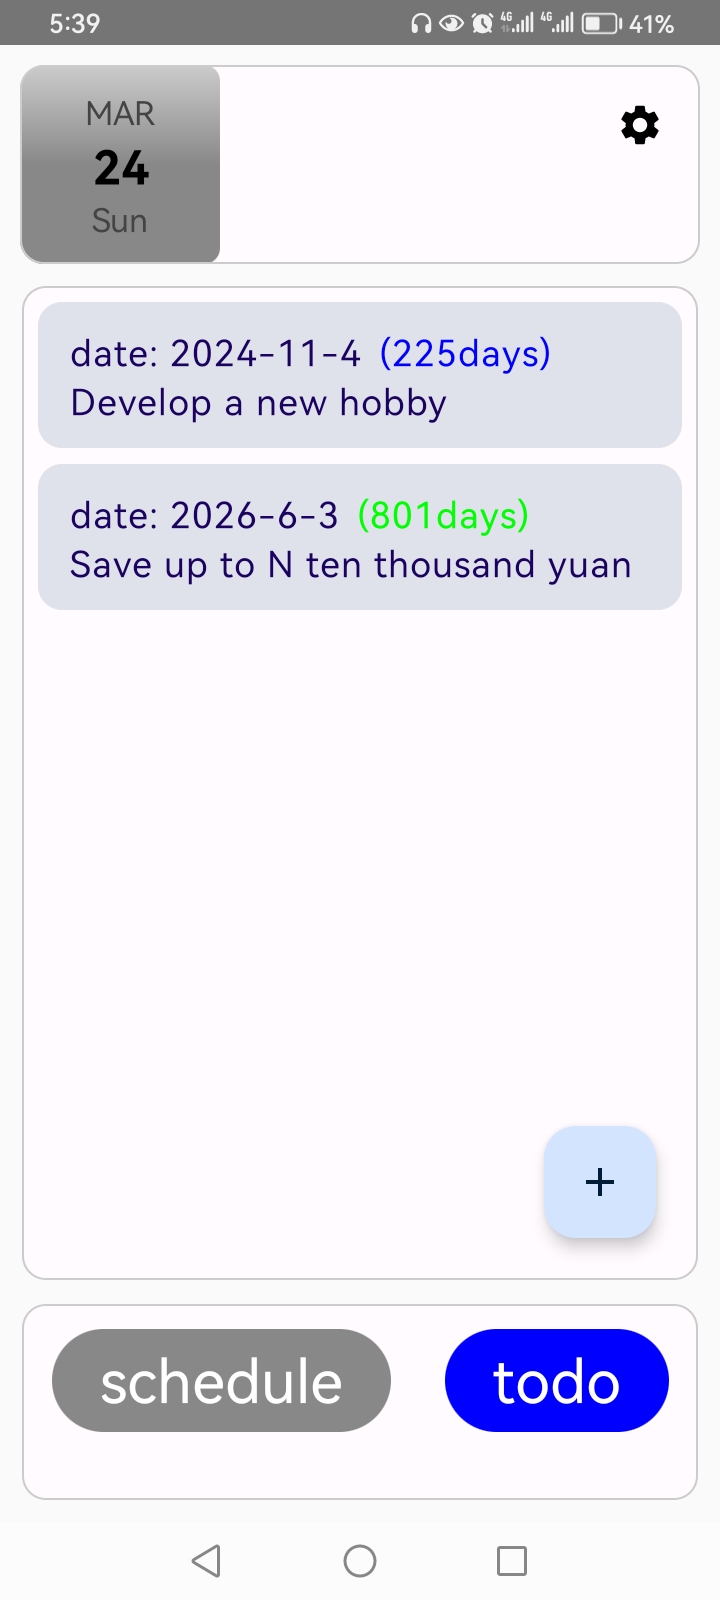 5:39
4G 4G 41%
MAR
24
Sun
date: 2024-11-4 (225days)
Develop a new hobby
date: 2026-6-3 (801days)
Save up to N ten thousand yuan
schedule todo